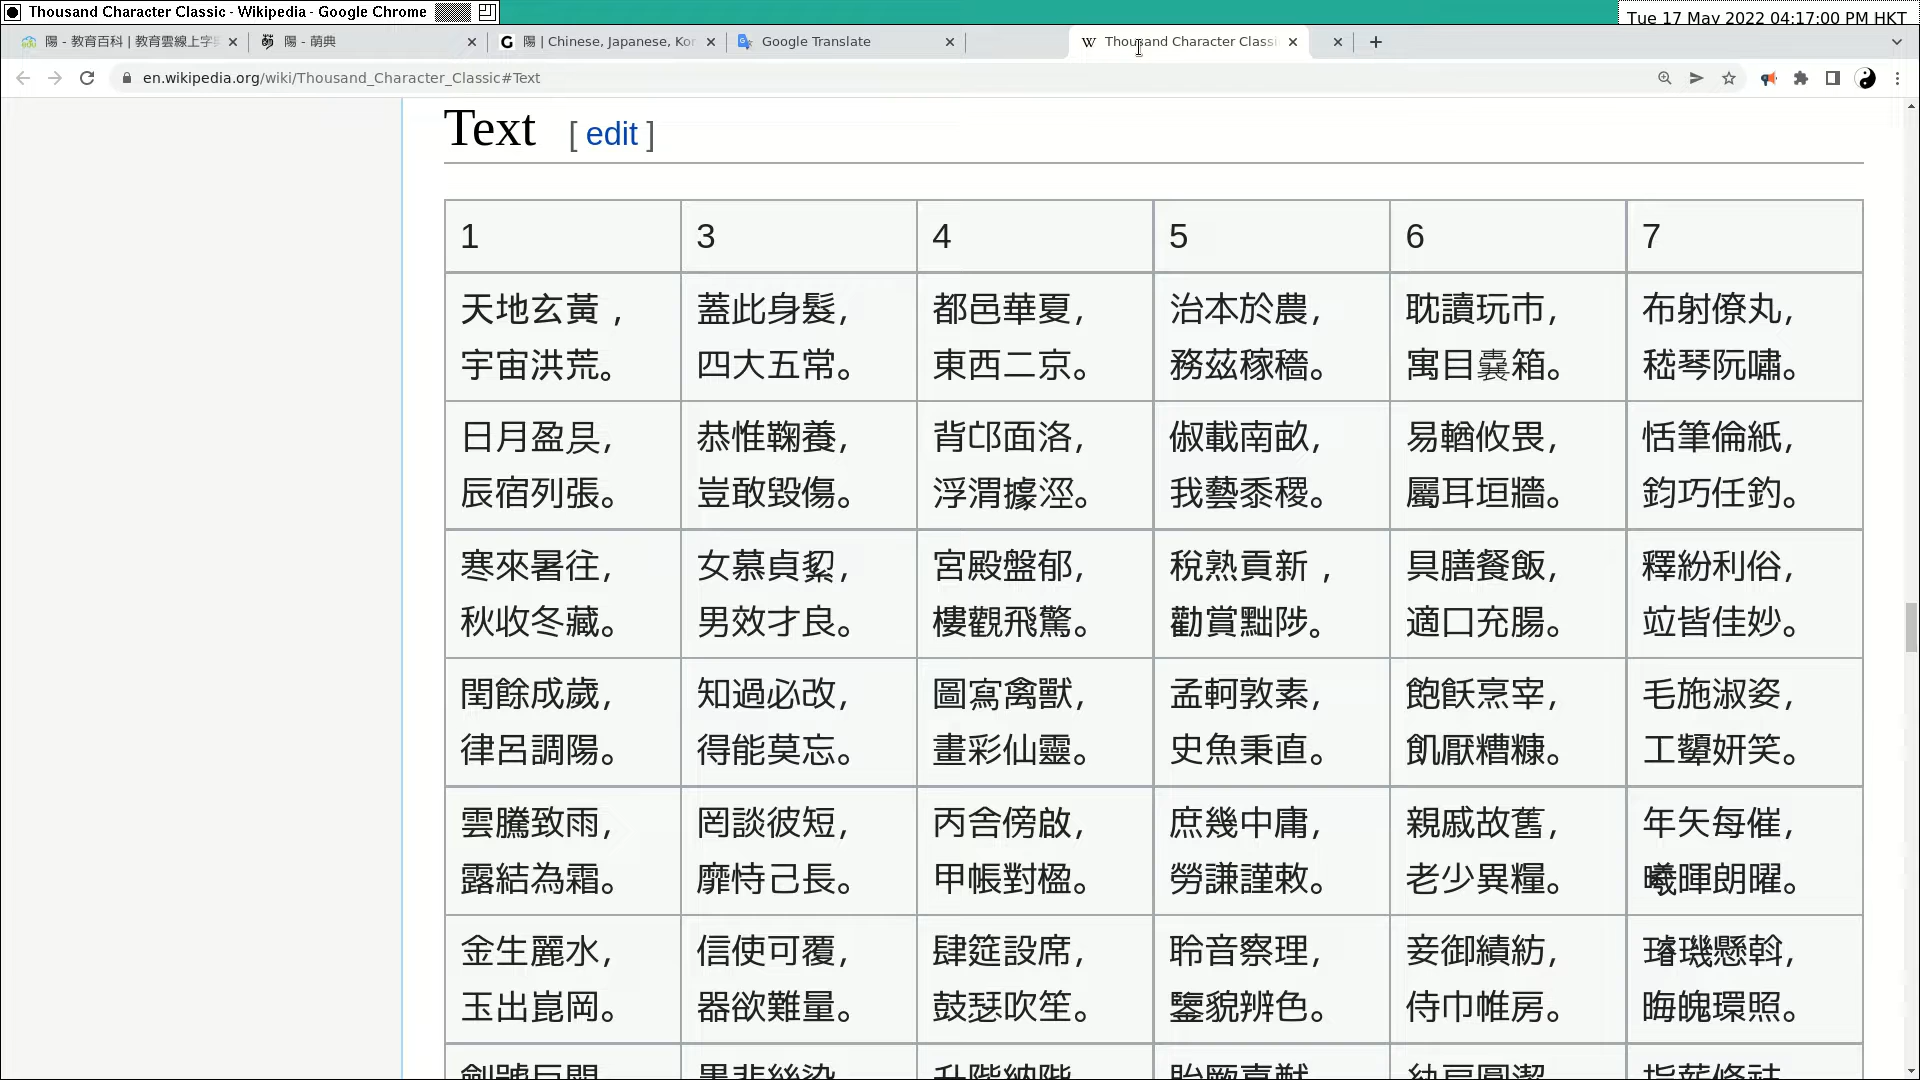 Thousand Character Classic - Wikipedia - Google Chrome
Tue 17 May 2022 04:17:00 PM HKT
陽 - 教育百科 | 教育雲線上字
陽 - 萌典
陽 | Chinese, Japanese, Kor
Google Translate
Thousand Character Classi
en.wikipedia.org/wiki/Thousand_Character_Classic#Text
Text [ edit ]
1 3 4 5 6 7
天地玄黃， 蓋此身髮， 都邑華夏， 治本於農， 耽讀玩市， 布射僚丸，
宇宙洪荒。 四大五常。 東西二京。 務茲稼穡。 寓目囊箱。 嵇琴阮嘯。
日月盈昃， 恭惟鞠養， 背邙面洛， 俶載南畝， 易輶攸畏， 恬筆倫紙，
辰宿列張。 豈敢毀傷。 浮渭據涇。 我藝黍稷。 屬耳垣牆。 鈞巧任釣。
寒來暑往， 女慕貞絜， 宮殿盤郁， 稅熟貢新， 具膳餐飯， 釋紛利俗，
秋收冬藏。 男效才良。 樓觀飛驚。 勸賞黜陟。 適口充腸。 竝皆佳妙。
閏餘成歲， 知過必改， 圖寫禽獸， 孟軻敦素， 飽飫烹宰， 毛施淑姿，
律呂調陽。 得能莫忘。 畫彩仙靈。 史魚秉直。 飢厭糟糠。 工顰妍笑。
雲騰致雨， 罔談彼短， 丙舍傍啟， 庶幾中庸， 親戚故舊， 年矢每催，
露結為霜。 靡恃己長。 甲帳對楹。 勞謙謹敕。 老少異糧。 曦暉朗曜。
金生麗水， 信使可覆， 肆筵設席， 聆音察理， 妾御績紡， 璿璣懸斡，
玉出崑岡。 器欲難量。 鼓瑟吹笙。 鑒貌辨色。 侍巾帷房。 晦魄環照。